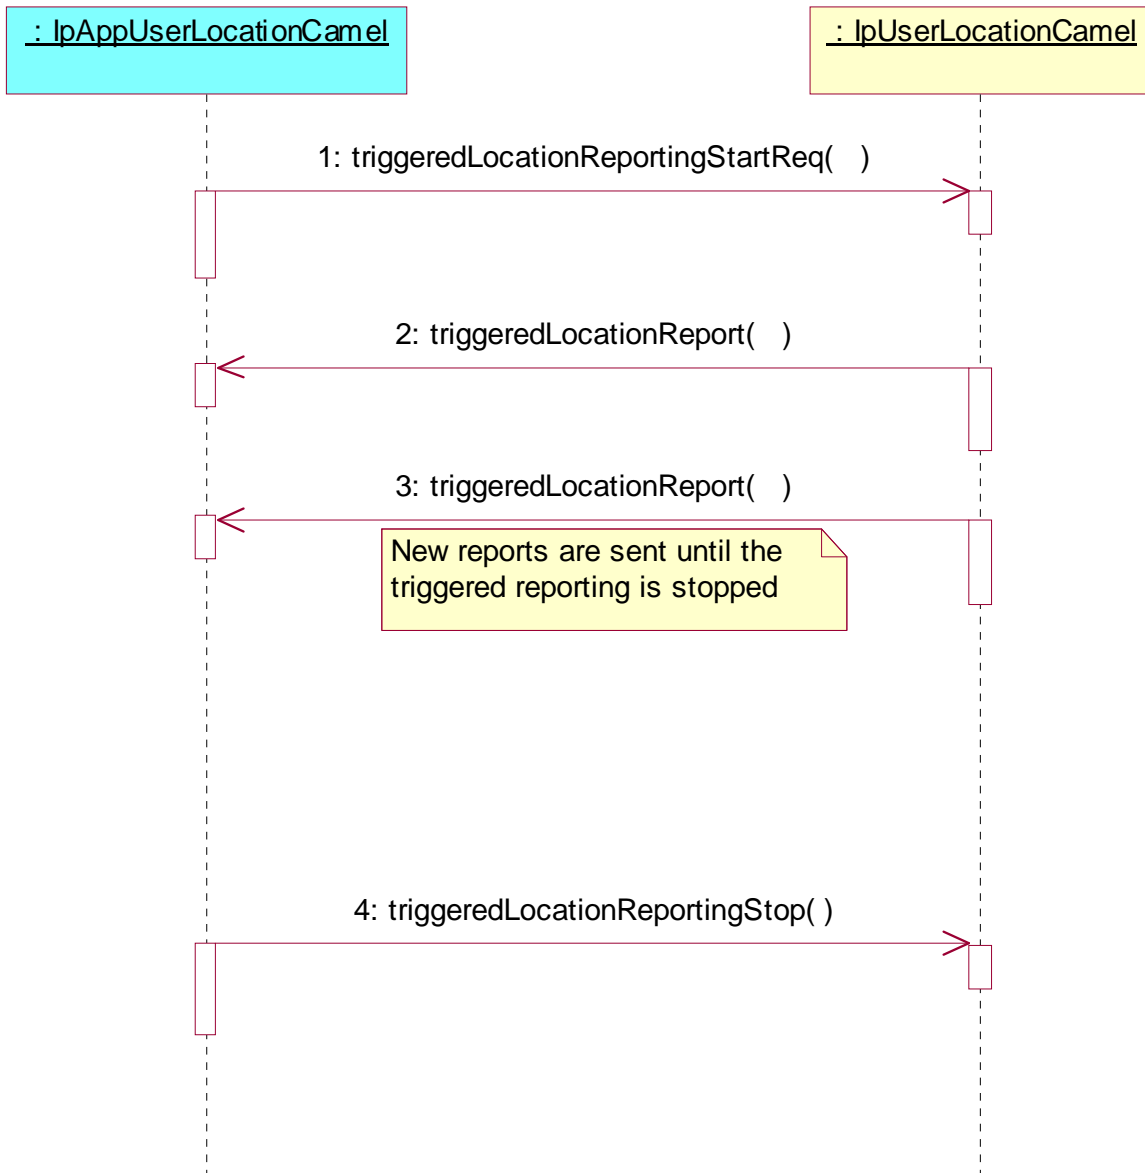 : IpAppUserLocationCamel
: IpUserLocationCamel
1: triggeredLocationReportingStartReq( )
2: triggeredLocationReport( )
3: triggeredLocationReport( )
New reports are sent until the
triggered reporting is stopped
4: triggeredLocationReportingStop( )